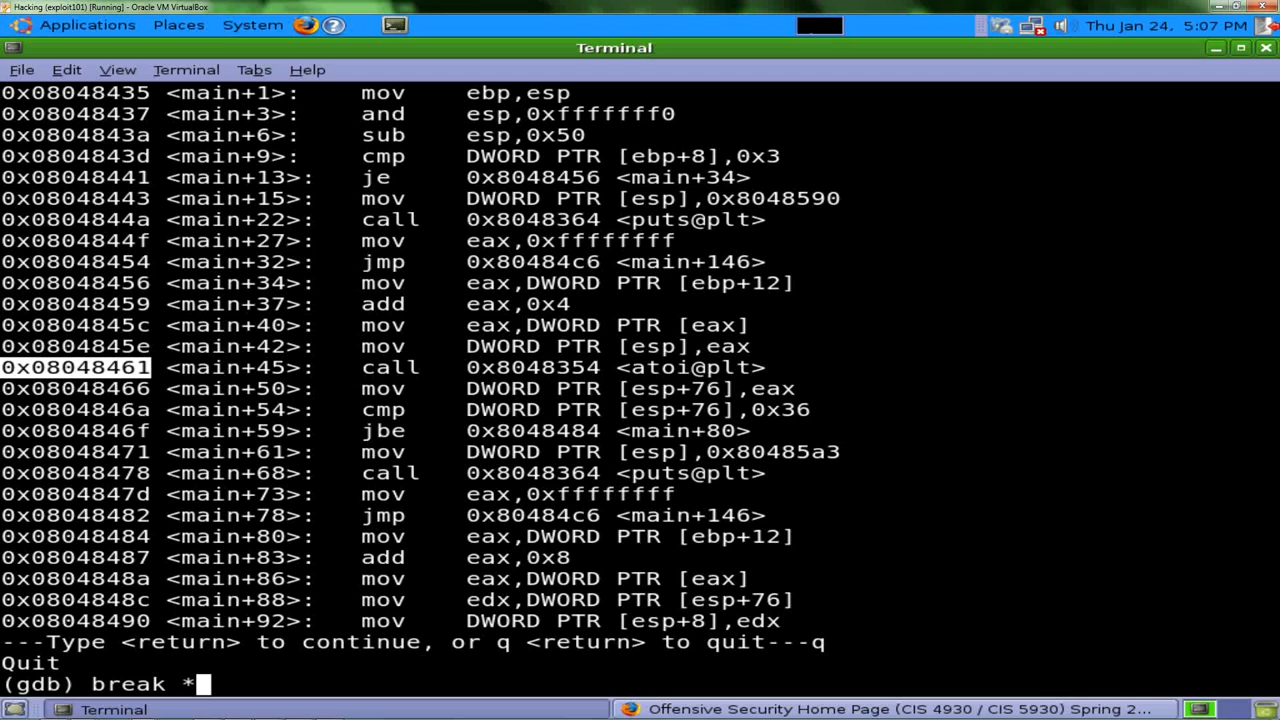 Hacking (exploit101) [Running] - Oracle VM VirtualBox
Applications Places System Thu Jan 24, 5:07 PM
Terminal
File Edit View Terminal Tabs Help
0x08048435 <main+1>: mov ebp,esp
0x08048437 <main+3>: and esp,0xfffffff0
0x0804843a <main+6>: sub esp,0x50
0x0804843d <main+9>: cmp DWORD PTR [ebp+8],0x3
0x08048441 <main+13>: je 0x8048456 <main+34>
0x08048443 <main+15>: mov DWORD PTR [esp],0x8048590
0x0804844a <main+22>: call 0x8048364 <puts@plt>
0x0804844f <main+27>: mov eax,0xffffffff
0x08048454 <main+32>: jmp 0x80484c6 <main+146>
0x08048456 <main+34>: mov eax,DWORD PTR [ebp+12]
0x08048459 <main+37>: add eax,0x4
0x0804845c <main+40>: mov eax,DWORD PTR [eax]
0x0804845e <main+42>: mov DWORD PTR [esp],eax
0x08048461 <main+45>: call 0x8048354 <atoi@plt>
0x08048466 <main+50>: mov DWORD PTR [esp+76],eax
0x0804846a <main+54>: cmp DWORD PTR [esp+76],0x36
0x0804846f <main+59>: jbe 0x8048484 <main+80>
0x08048471 <main+61>: mov DWORD PTR [esp],0x80485a3
0x08048478 <main+68>: call 0x8048364 <puts@plt>
0x0804847d <main+73>: mov eax,0xffffffff
0x08048482 <main+78>: jmp 0x80484c6 <main+146>
0x08048484 <main+80>: mov eax,DWORD PTR [ebp+12]
0x08048487 <main+83>: add eax,0x8
0x0804848a <main+86>: mov eax,DWORD PTR [eax]
0x0804848c <main+88>: mov edx,DWORD PTR [esp+76]
0x08048490 <main+92>: mov DWORD PTR [esp+8],edx
---Type <return> to continue, or q <return> to quit---q
Quit
(gdb) break *
Terminal Offensive Security Home Page (CIS 4930 / CIS 5930) Spring 2...